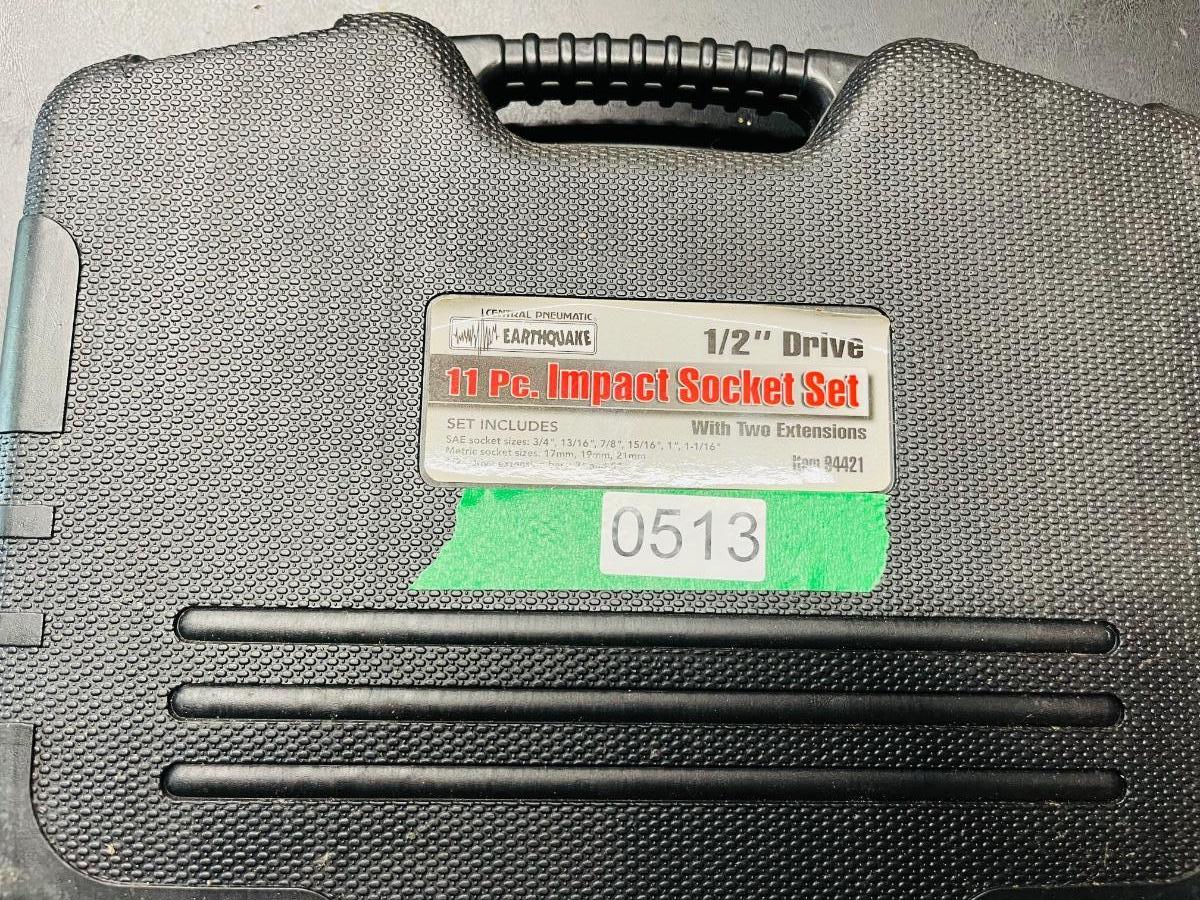 CENTRAL PNEUMATIC
EARTHQUAKE
1/2" Drive
11 Pc. Impact Socket Set
With Two Extensions
SET INCLUDES
SAE socket sizes: 3/4", 13/16", 7/8", 15/16", 1", 1-1/16"
Metric socket sizes: 17mm, 19mm, 21mm
Item 94421
0513